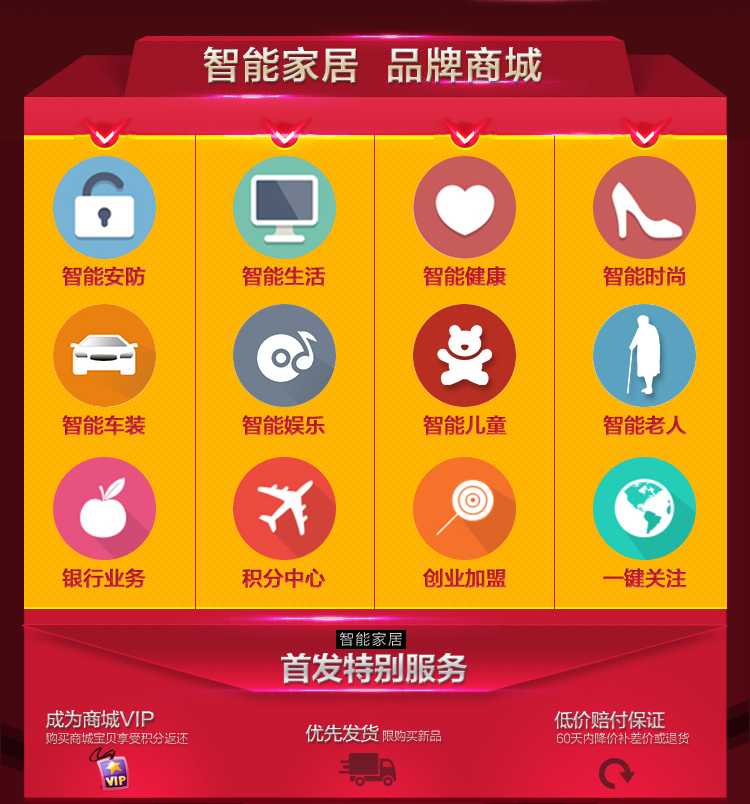 智能家居 品牌商城
智能安防 智能生活 智能健康 智能时尚
智能车装 智能娱乐 智能儿童 智能老人
银行业务 积分中心 创业加盟 一键关注
智能家居
首发特别服务
成为商城VIP
购买商城宝贝享受积分返还
VIP
优先发货 限购买新品
低价赔付保证
60天内降价补差价或退货